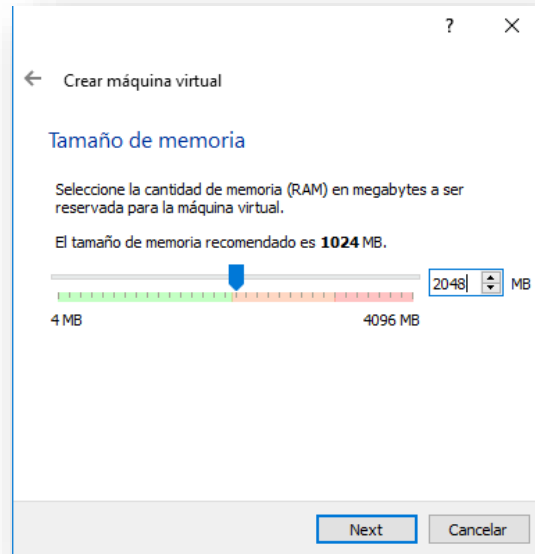 ?
Crear máquina virtual
Tamaño de memoria
Seleccione la cantidad de memoria (RAM) en megabytes a ser
reservada para la máquina virtual.
El tamaño de memoria recomendado es 1024 MB.
2048 MB
4 MB 4096 MB
Next Cancelar